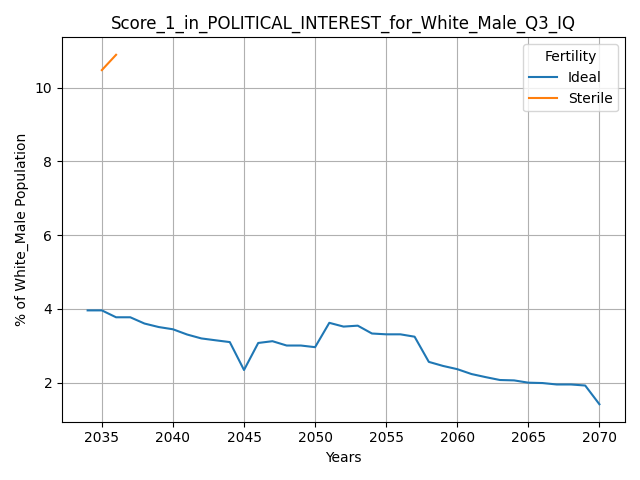 Score_1_in_POLITICAL_INTEREST_for_White_Male_Q3_IQ
Fertility
Ideal
Sterile
% of White_Male Population
10
8
6
4
2
2035 2040 2045 2050 2055 2060 2065 2070
Years